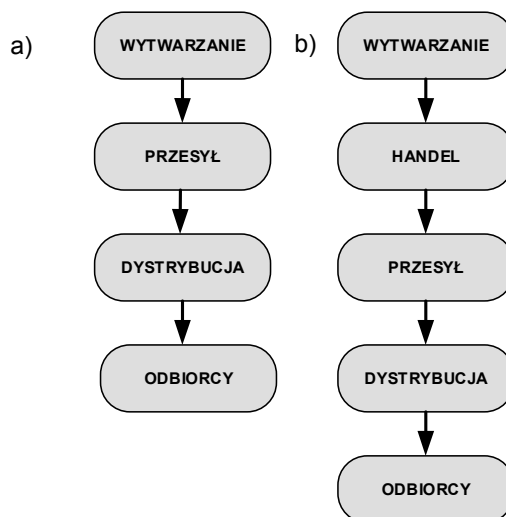 a)
WYTWARZANIE
PRZESYŁ
DYSTRYBUCJA
ODBIORCY
b)
WYTWARZANIE
HANDEL
PRZESYŁ
DYSTRYBUCJA
ODBIORCY